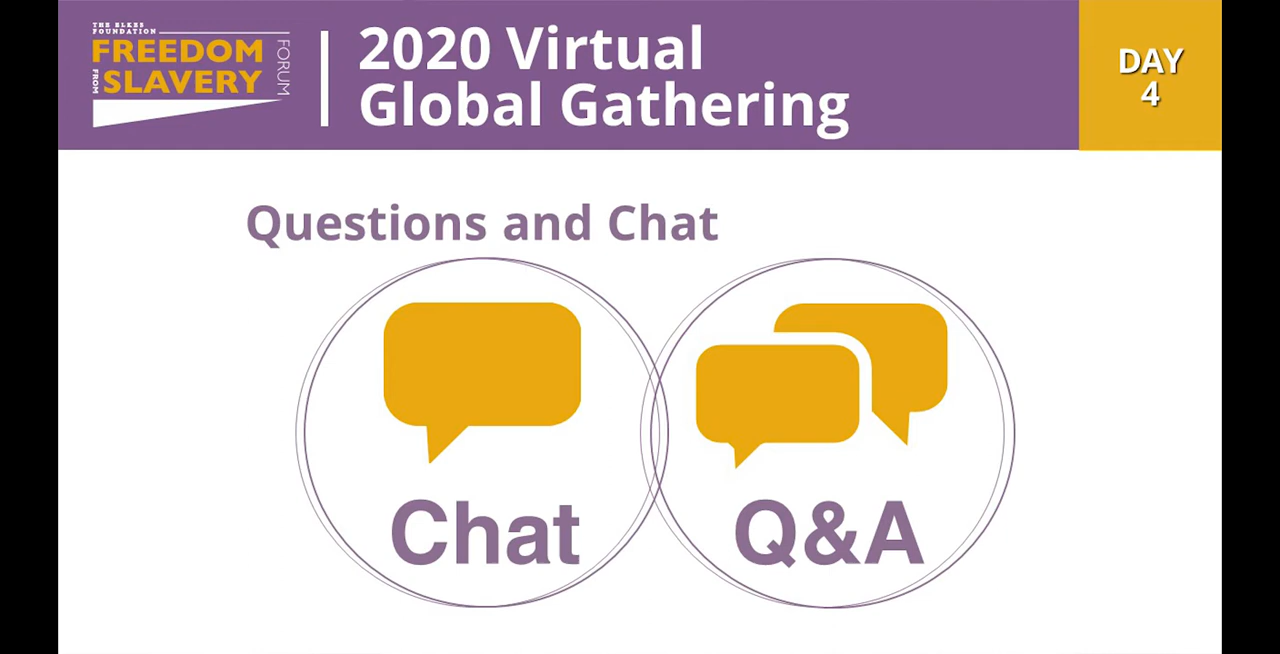 THE ELKES
FOUNDATION
FREEDOM
FROM
SLAVERY
FORUM
2020 Virtual
Global Gathering
DAY
4
Questions and Chat
Chat
Q&A